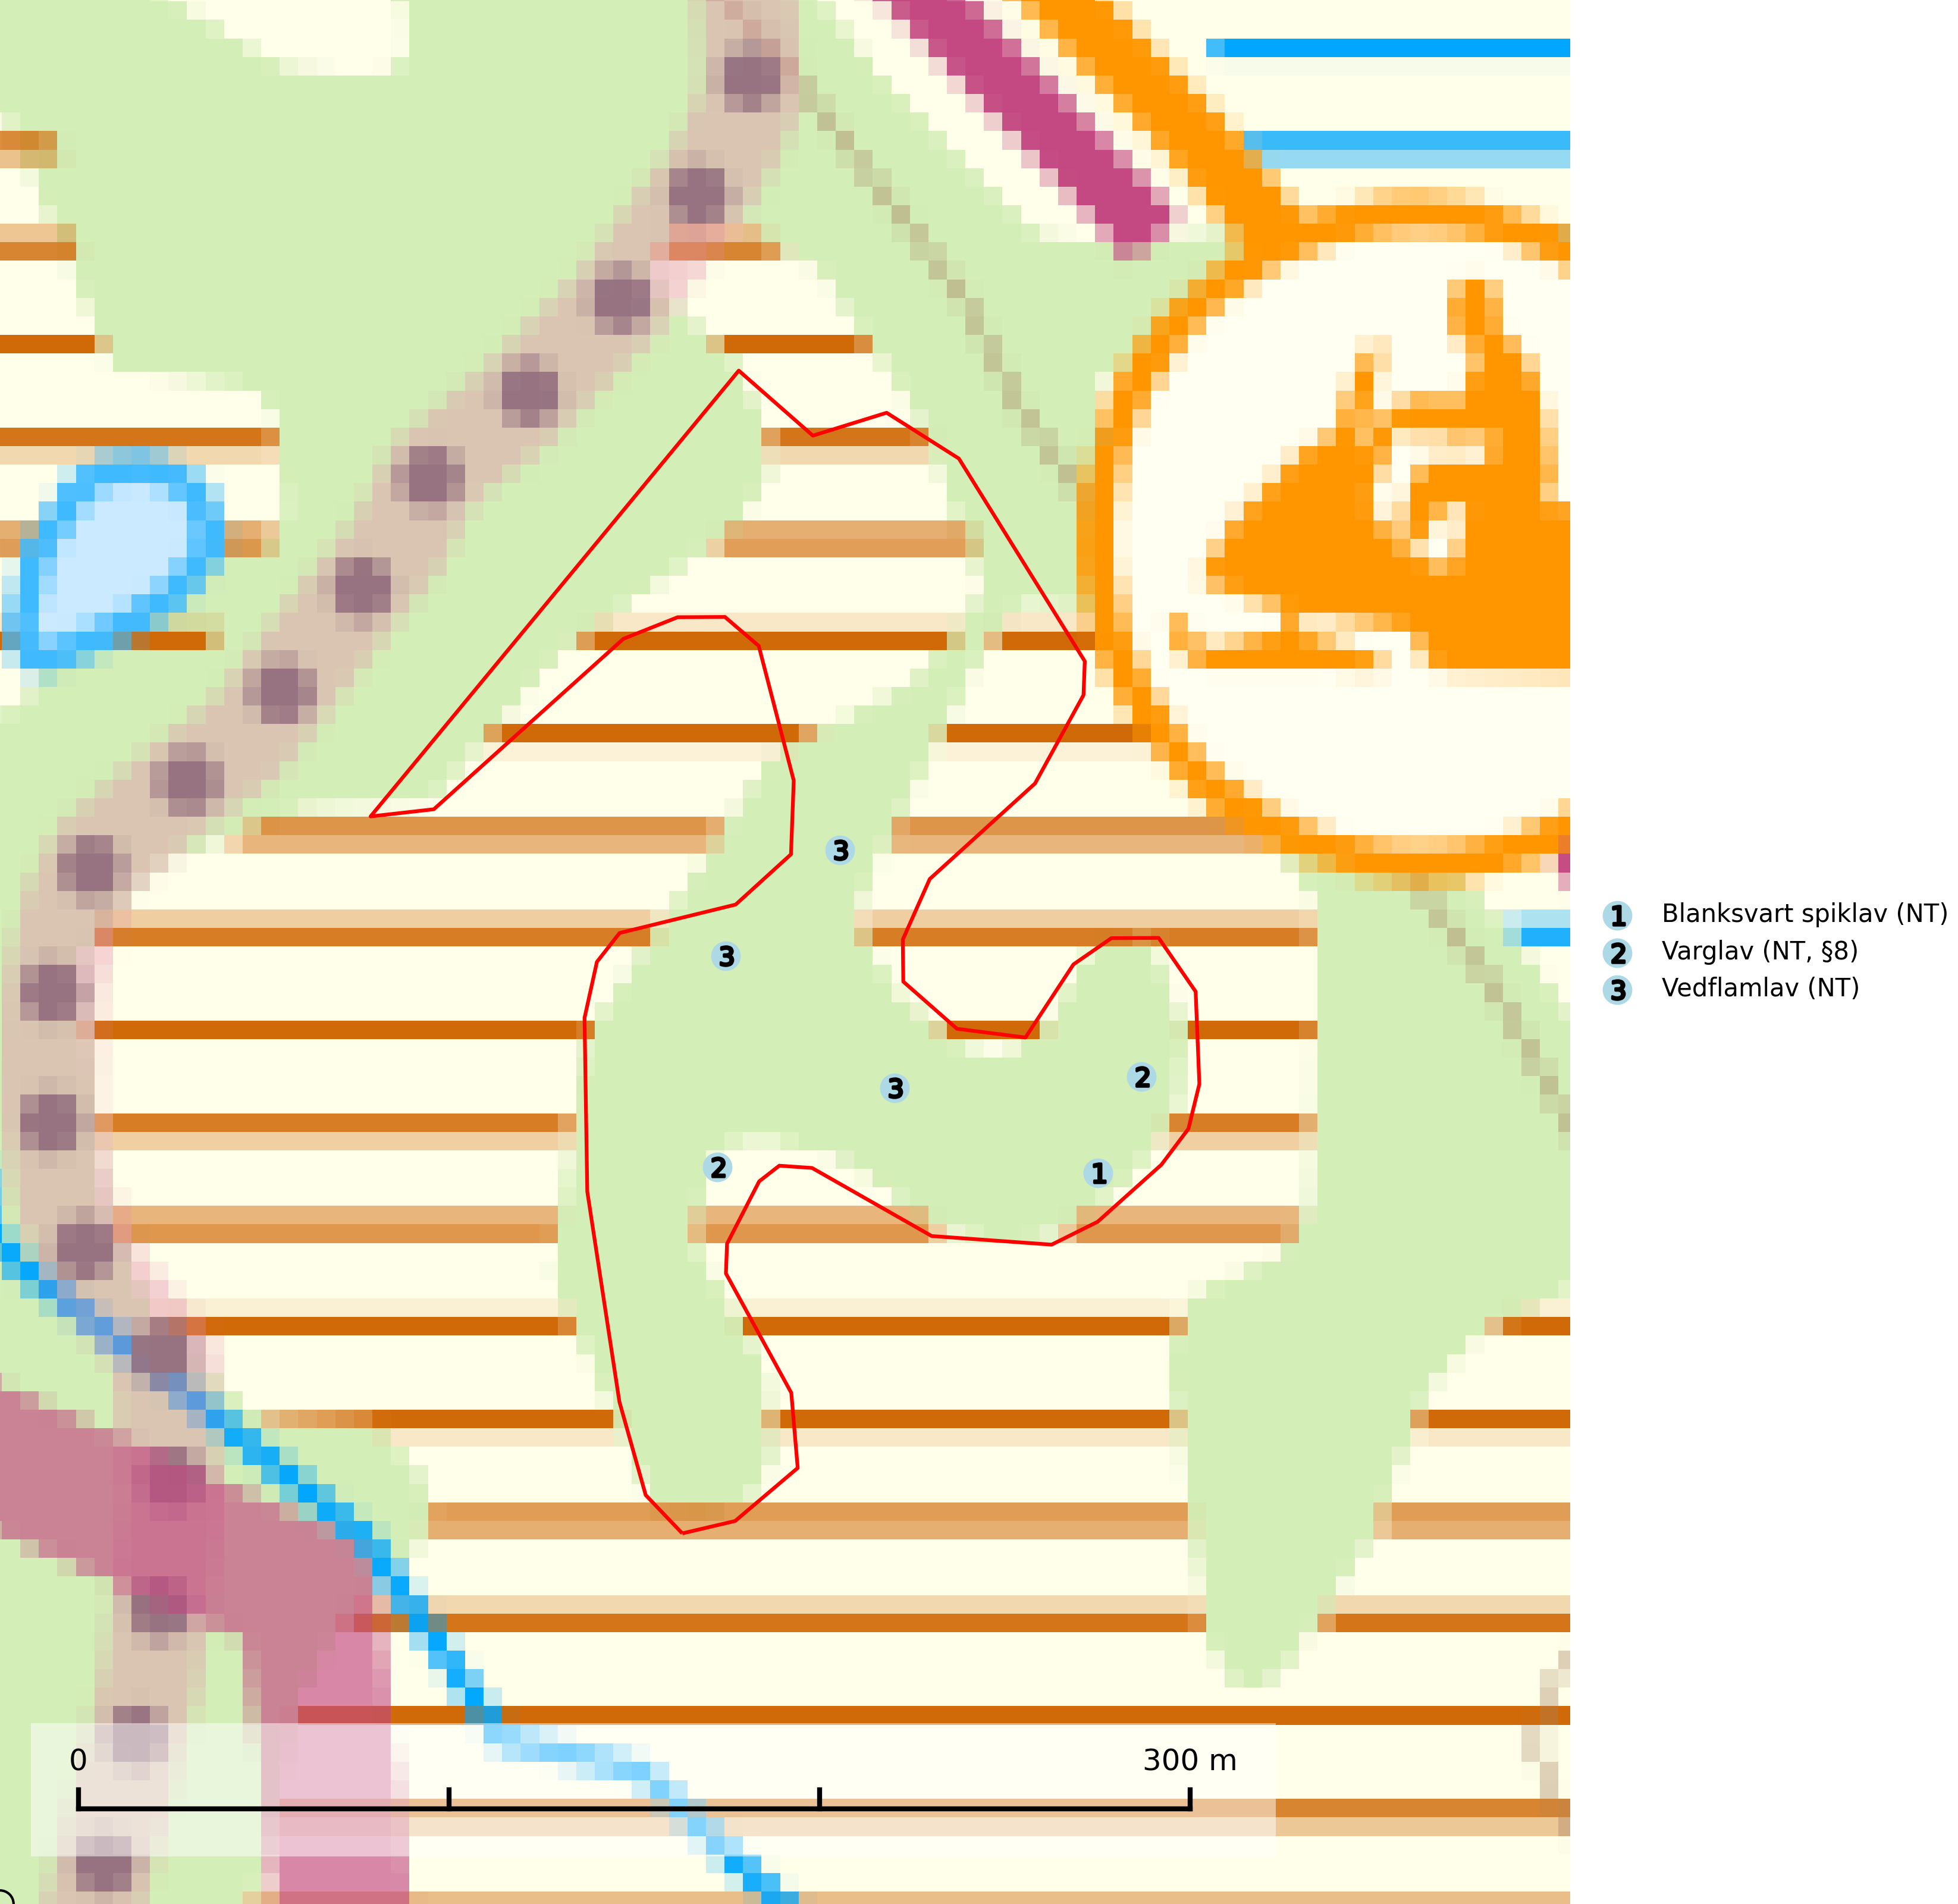 3
3
3
2
2
1
1 Blanksvart spiklav (NT)
2 Varglav (NT, §8)
3 Vedflamlav (NT)
0 300 m